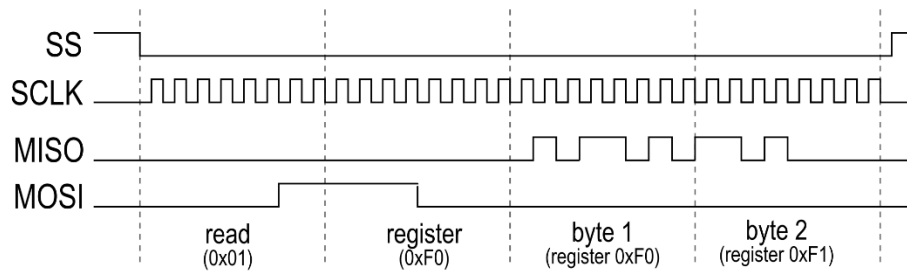 SS
SCLK
MISO
MOSI
read
(0x01)
register
(0xF0)
byte 1
(register 0xF0)
byte 2
(register 0xF1)